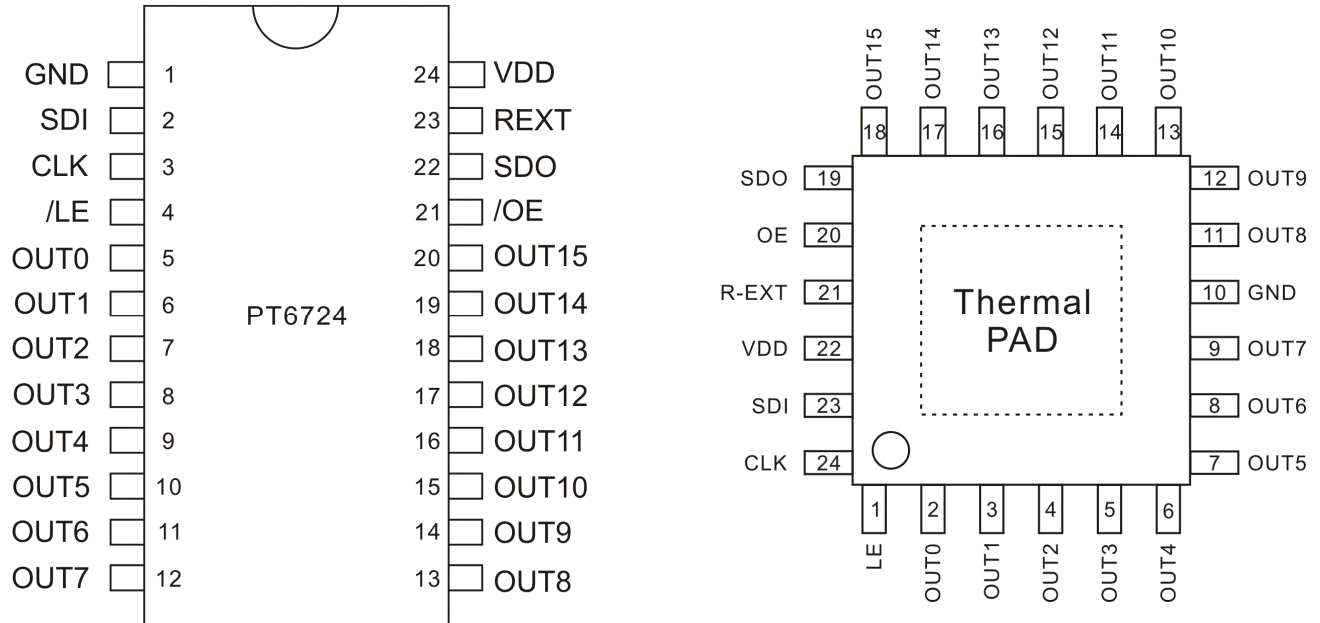 GND 1 24 VDD
SDI 2 23 REXT
CLK 3 22 SDO
/LE 4 21 /OE
OUT0 5 20 OUT15
OUT1 6 19 OUT14
PT6724
OUT2 7 18 OUT13
OUT3 8 17 OUT12
OUT4 9 16 OUT11
OUT5 10 15 OUT10
OUT6 11 14 OUT9
OUT7 12 13 OUT8
OUT15 OUT14 OUT13 OUT12 OUT11 OUT10
18 17 16 15 14 13
SDO 19 12 OUT9
OE 20 11 OUT8
R-EXT 21 10 GND
Thermal
PAD
VDD 22 9 OUT7
SDI 23 8 OUT6
CLK 24 7 OUT5
1 2 3 4 5 6
LE OUT0 OUT1 OUT2 OUT3 OUT4